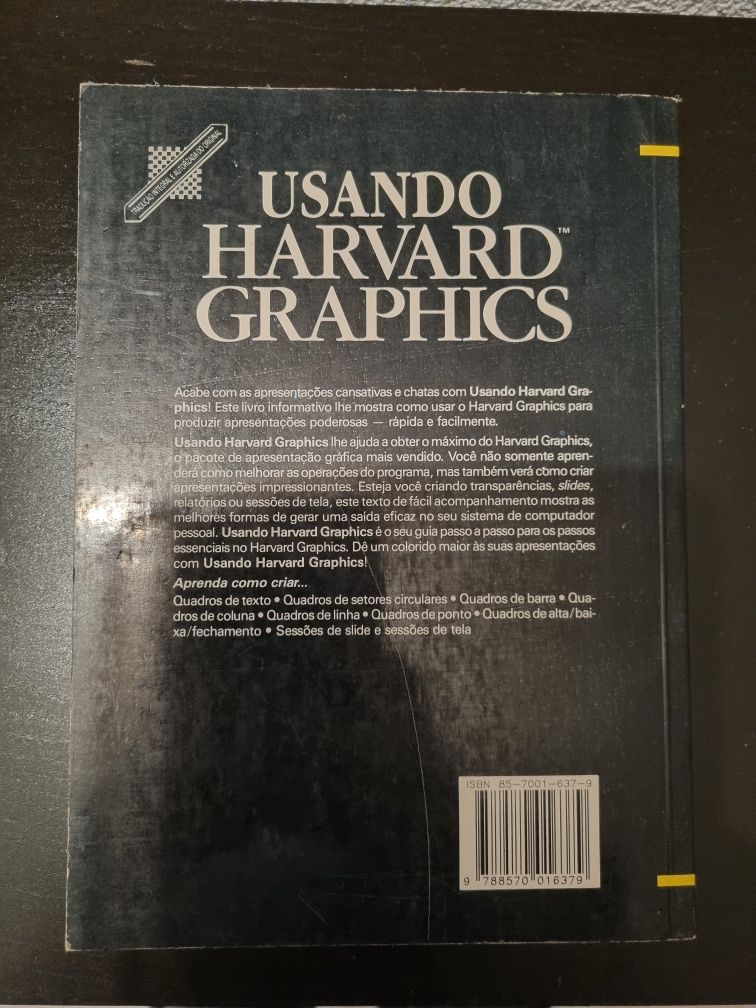 TRADUÇÃO INTEGRAL E AUTORIZADA DO ORIGINAL
USANDO
HARVARD™
GRAPHICS
Acabe com as apresentações cansativas e chatas com Usando Harvard Gra-
phics! Este livro informativo lhe mostra como usar o Harvard Graphics para
produzir apresentações poderosas — rápida e facilmente.
Usando Harvard Graphics lhe ajuda a obter o máximo do Harvard Graphics,
o pacote de apresentação gráfica mais vendido. Você não somente apren-
derá como melhorar as operações do programa, mas também verá como criar
apresentações impressionantes. Esteja você criando transparências, slides,
relatórios ou sessões de tela, este texto de fácil acompanhamento mostra as
melhores formas de gerar uma saída eficaz no seu sistema de computador
pessoal. Usando Harvard Graphics é o seu guia passo a passo para os passos
essenciais no Harvard Graphics. Dê um colorido maior às suas apresentações
com Usando Harvard Graphics!
Aprenda como criar...
Quadros de texto • Quadros de setores circulares • Quadros de barra • Qua-
dros de coluna • Quadros de linha • Quadros de ponto • Quadros de alta/bai-
xa/fechamento • Sessões de slide e sessões de tela
ISBN 85-7001-637-9
9 788570 016379